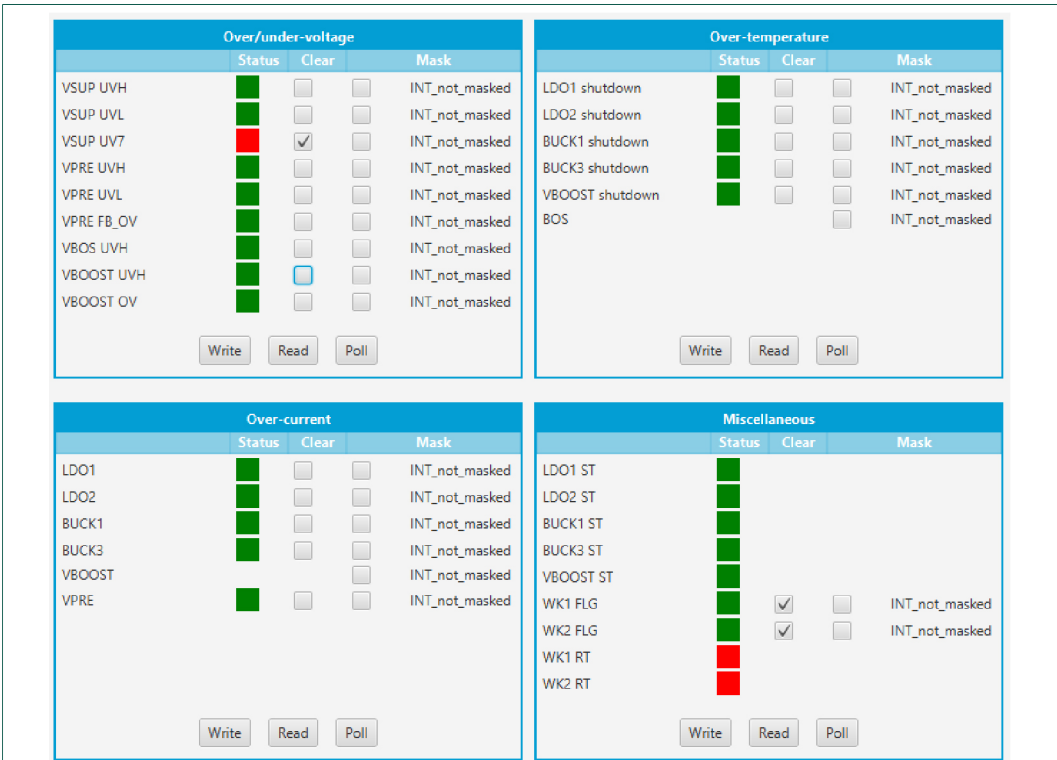 Over/under-voltage
Status Clear Mask
VSUP UVH INT_not_masked
VSUP UVL INT_not_masked
VSUP UV7 INT_not_masked
VPRE UVH INT_not_masked
VPRE UVL INT_not_masked
VPRE FB_OV INT_not_masked
VBOS UVH INT_not_masked
VBOOST UVH INT_not_masked
VBOOST OV INT_not_masked
Write Read Poll
Over-temperature
Status Clear Mask
LDO1 shutdown INT_not_masked
LDO2 shutdown INT_not_masked
BUCK1 shutdown INT_not_masked
BUCK3 shutdown INT_not_masked
VBOOST shutdown INT_not_masked
BOS INT_not_masked
Write Read Poll
Over-current
Status Clear Mask
LDO1 INT_not_masked
LDO2 INT_not_masked
BUCK1 INT_not_masked
BUCK3 INT_not_masked
VBOOST INT_not_masked
VPRE INT_not_masked
Write Read Poll
Miscellaneous
Status Clear Mask
LDO1 ST
LDO2 ST
BUCK1 ST
BUCK3 ST
VBOOST ST
WK1 FLG INT_not_masked
WK2 FLG INT_not_masked
WK1 RT
WK2 RT
Write Read Poll